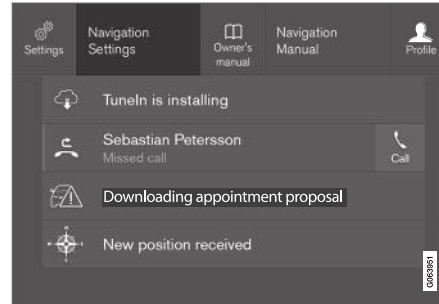 Settings
Navigation
Settings
Owner's
manual
Navigation
Manual
Profile
TuneIn is installing
Sebastian Petersson
Missed call
Call
Downloading appointment proposal
New position received
G063951